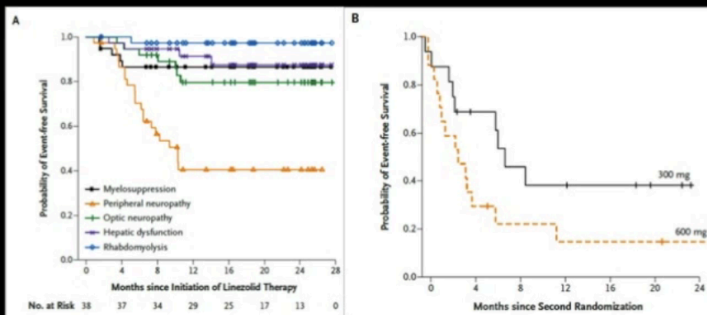 A
Probability of Event-free Survival
1.0
0.8
0.6
0.4
0.2
0.0
Myelosuppression
Peripheral neuropathy
Optic neuropathy
Hepatic dysfunction
Rhabdomyolysis
0 4 8 12 16 20 24 28
Months since Initiation of Linezolid Therapy
No. at Risk 38 37 34 29 25 17 13 0
B
Probability of Event-free Survival
1.0
0.8
0.6
0.4
0.2
0.0
300 mg
600 mg
0 4 8 12 16 20 24
Months since Second Randomization